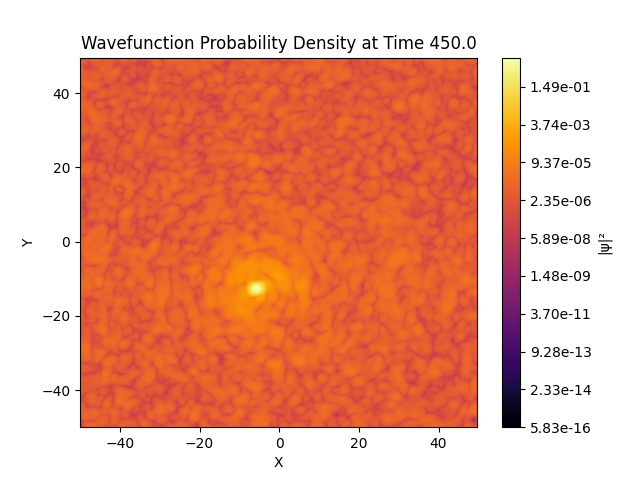 Wavefunction Probability Density at Time 450.0
40
20
0
−20
−40
Y
−40
−20
0
20
40
X
1.49e-01
3.74e-03
9.37e-05
2.35e-06
5.89e-08
1.48e-09
3.70e-11
9.28e-13
2.33e-14
5.83e-16
|ψ|²